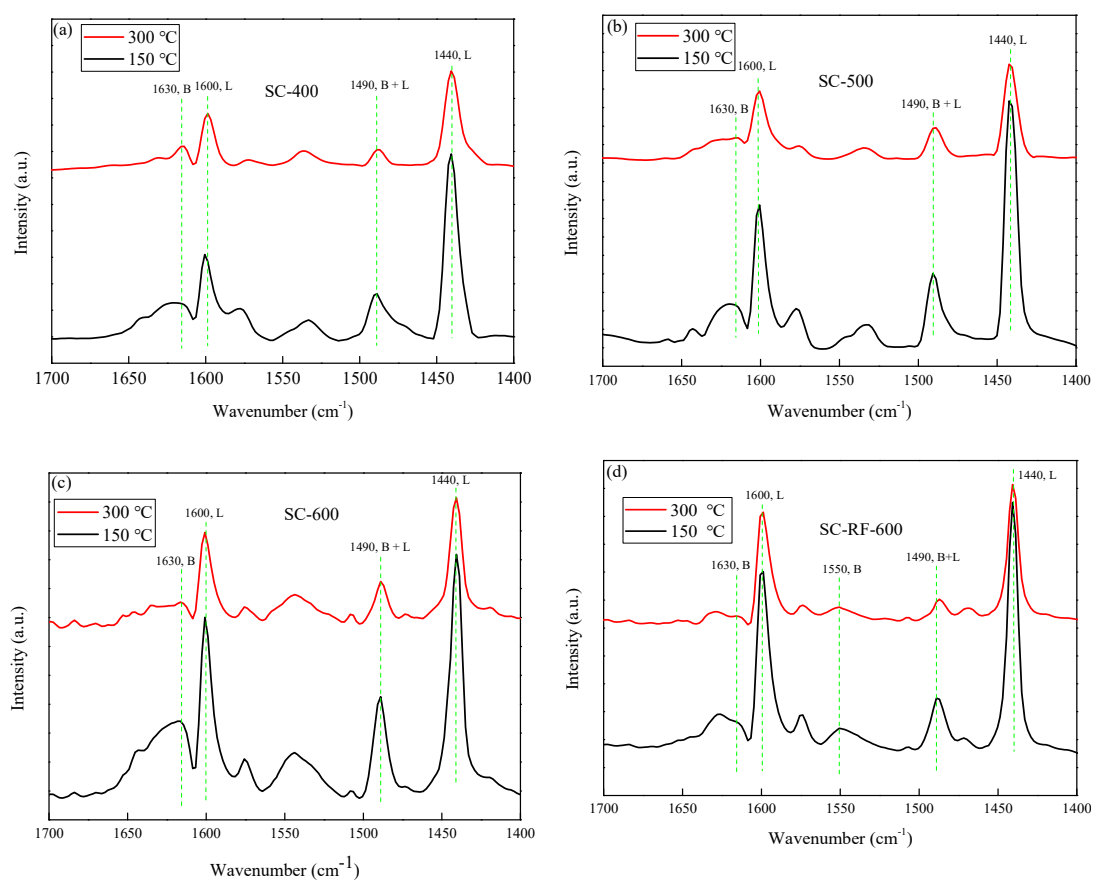 (a)
300 ℃
150 ℃
1440, L
1630, B
1600, L
SC-400
1490, B + L
Intensity (a.u.)
1700 1650 1600 1550 1500 1450 1400
Wavenumber (cm⁻¹)
(b)
300 ℃
150 ℃
1440, L
1600, L
1630, B
SC-500
1490, B + L
Intensity (a.u.)
1700 1650 1600 1550 1500 1450 1400
Wavenumber (cm⁻¹)
(c)
300 ℃
150 ℃
1440, L
1600, L
SC-600
1490, B + L
1630, B
Intensity (a.u.)
1700 1650 1600 1550 1500 1450 1400
Wavenumber (cm⁻¹)
(d)
300 ℃
150 ℃
1440, L
1600, L
SC-RF-600
1630, B
1550, B
1490, B+L
Intensity (a.u.)
1700 1650 1600 1550 1500 1450 1400
Wavenumber (cm⁻¹)